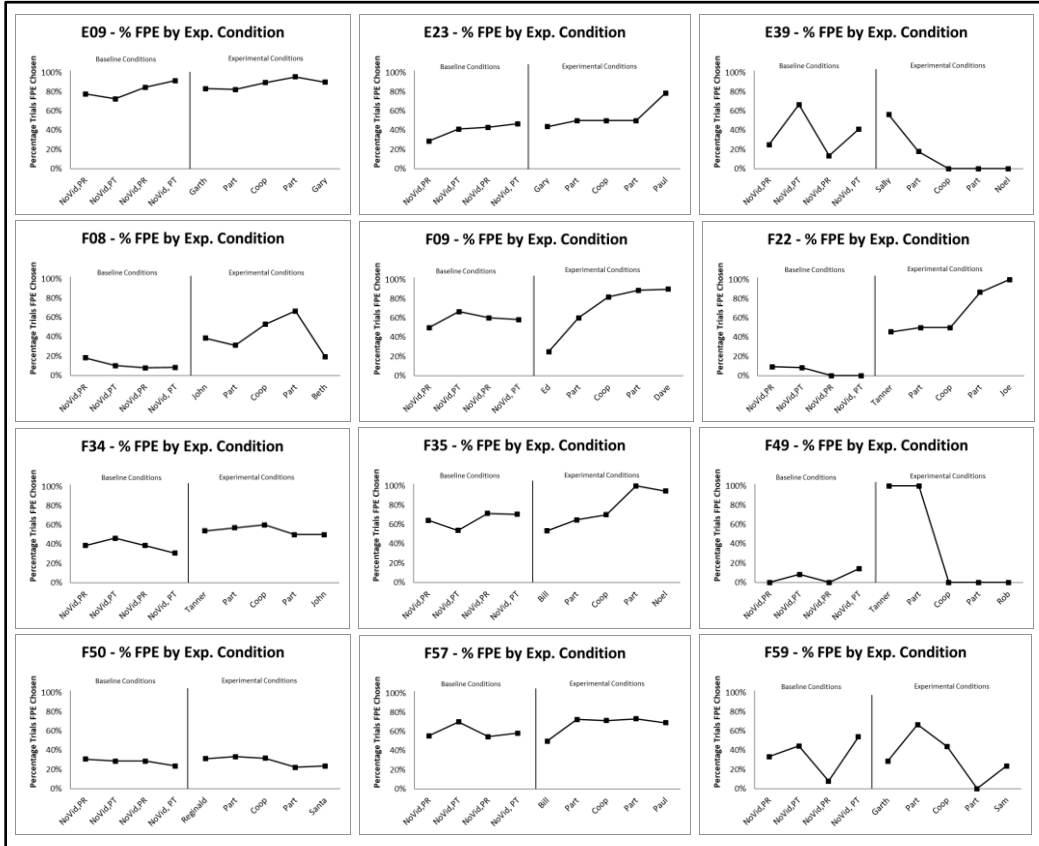 E09 - % FPE by Exp. Condition
Baseline Conditions
Experimental Conditions
Percentage Trials FPE Chosen
100%
80%
60%
40%
20%
0%
NoVid,PR
NoVid,PT
NoVid,PR
NoVid, PT
Garth
Part
Coop
Part
Gary
E23 - % FPE by Exp. Condition
Baseline Conditions
Experimental Conditions
Percentage Trials FPE Chosen
100%
80%
60%
40%
20%
0%
NoVid,PR
NoVid,PT
NoVid,PR
NoVid, PT
Gary
Part
Coop
Part
Paul
E39 - % FPE by Exp. Condition
Baseline Conditions
Experimental Conditions
Percentage Trials FPE Chosen
100%
80%
60%
40%
20%
0%
NoVid,PR
NoVid,PT
NoVid,PR
NoVid, PT
Sally
Part
Coop
Part
Noel
F08 - % FPE by Exp. Condition
Baseline Conditions
Experimental Conditions
Percentage Trials FPE Chosen
100%
80%
60%
40%
20%
0%
NoVid,PR
NoVid,PT
NoVid,PR
NoVid, PT
John
Part
Coop
Part
Beth
F09 - % FPE by Exp. Condition
Baseline Conditions
Experimental Conditions
Percentage Trials FPE Chosen
100%
80%
60%
40%
20%
0%
NoVid,PR
NoVid,PT
NoVid,PR
NoVid, PT
Ed
Part
Coop
Part
Dave
F22 - % FPE by Exp. Condition
Baseline Conditions
Experimental Conditions
Percentage Trials FPE Chosen
100%
80%
60%
40%
20%
0%
NoVid,PR
NoVid,PT
NoVid,PR
NoVid, PT
Tanner
Part
Coop
Part
Joe
F34 - % FPE by Exp. Condition
Baseline Conditions
Experimental Conditions
Percentage Trials FPE Chosen
100%
80%
60%
40%
20%
0%
NoVid,PR
NoVid,PT
NoVid,PR
NoVid, PT
Tanner
Part
Coop
Part
John
F35 - % FPE by Exp. Condition
Baseline Conditions
Experimental Conditions
Percentage Trials FPE Chosen
100%
80%
60%
40%
20%
0%
NoVid,PR
NoVid,PT
NoVid,PR
NoVid, PT
Bill
Part
Coop
Part
Noel
F49 - % FPE by Exp. Condition
Baseline Conditions
Experimental Conditions
Percentage Trials FPE Chosen
100%
80%
60%
40%
20%
0%
NoVid,PR
NoVid,PT
NoVid,PR
NoVid, PT
Tanner
Part
Coop
Part
Rob
F50 - % FPE by Exp. Condition
Baseline Conditions
Experimental Conditions
Percentage Trials FPE Chosen
100%
80%
60%
40%
20%
0%
NoVid,PR
NoVid,PT
NoVid,PR
NoVid, PT
Reginald
Part
Coop
Part
Santa
F57 - % FPE by Exp. Condition
Baseline Conditions
Experimental Conditions
Percentage Trials FPE Chosen
100%
80%
60%
40%
20%
0%
NoVid,PR
NoVid,PT
NoVid,PR
NoVid, PT
Bill
Part
Coop
Part
Paul
F59 - % FPE by Exp. Condition
Baseline Conditions
Experimental Conditions
Percentage Trials FPE Chosen
100%
80%
60%
40%
20%
0%
NoVid,PR
NoVid,PT
NoVid,PR
NoVid, PT
Garth
Part
Coop
Part
Sam